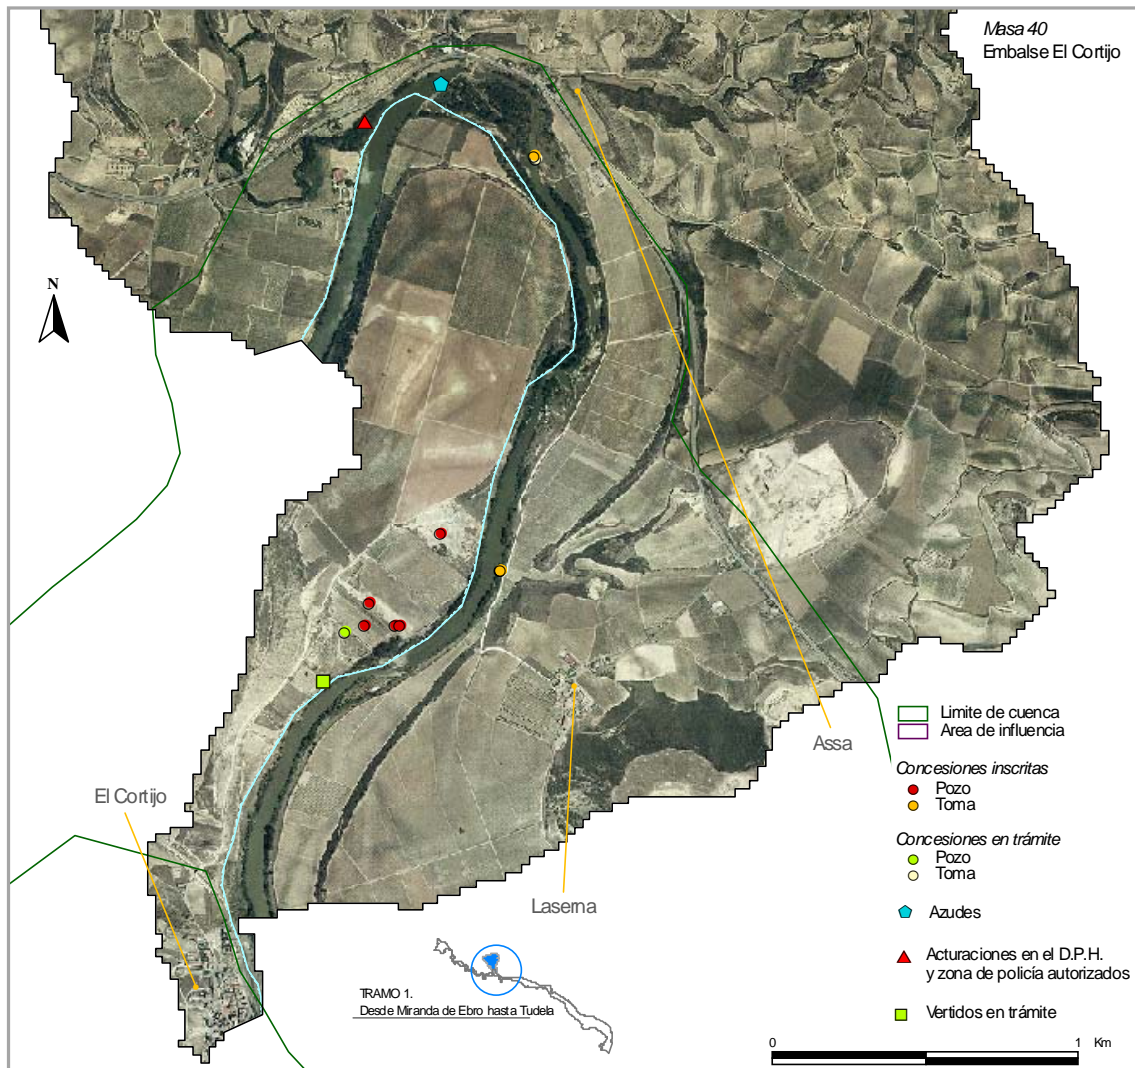 Masa 40
Embalse El Cortijo
N
Assa
El Cortijo
Laserna
Limite de cuenca
Area de influencia
Concesiones inscritas
Pozo
Toma
Concesiones en trámite
Pozo
Toma
Azudes
Acturaciones en el D.P.H.
y zona de policía autorizados
Vertidos en trámite
TRAMO 1.
Desde Miranda de Ebro hasta Tudela
0 1 Km